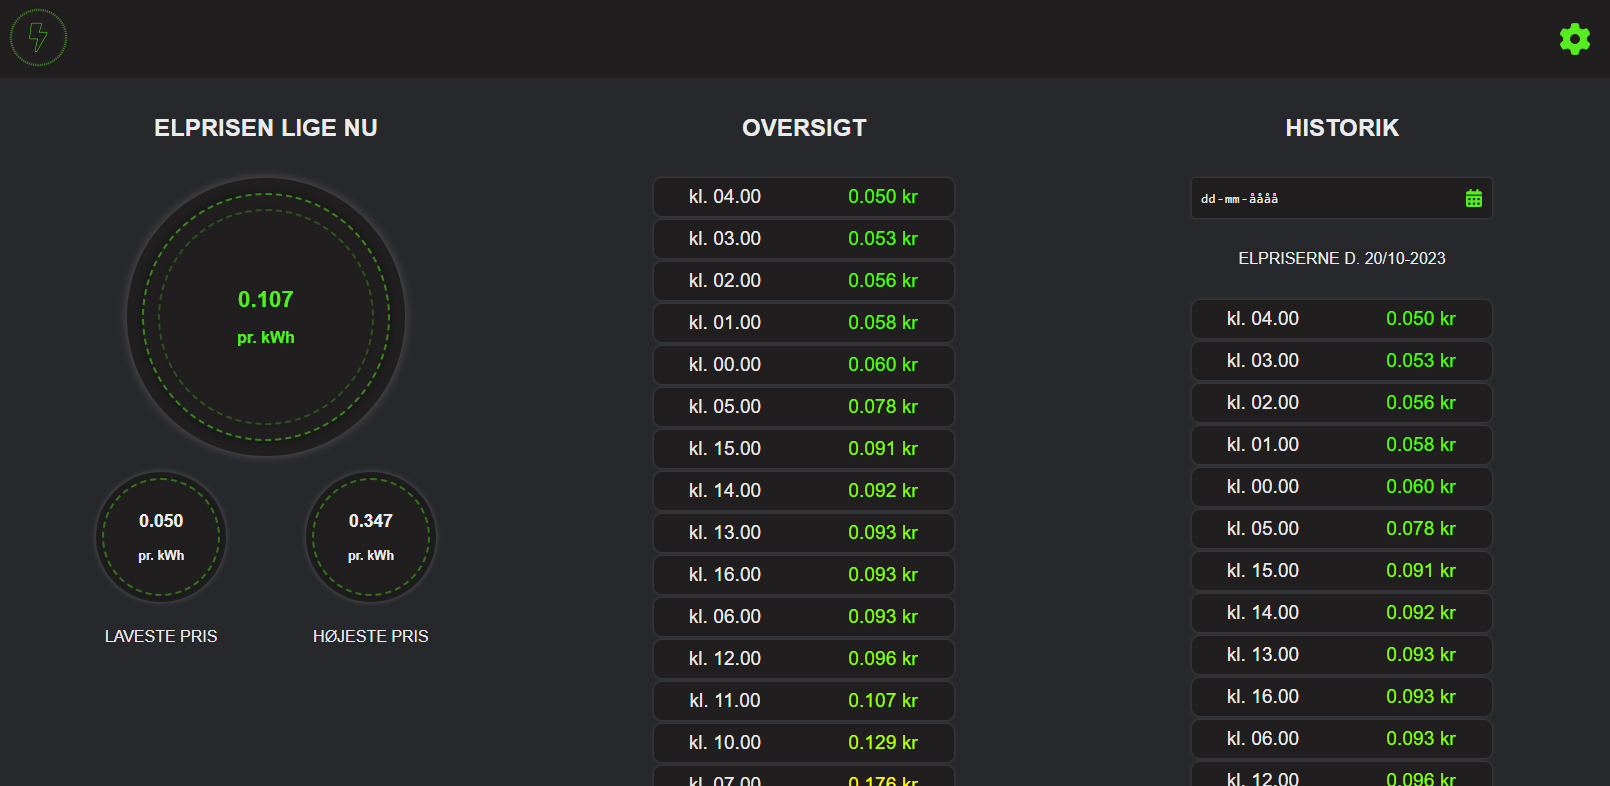 ELPRISEN LIGE NU
0.107
pr. kWh
0.050
pr. kWh
LAVESTE PRIS
0.347
pr. kWh
HØJESTE PRIS
OVERSIGT
kl. 04.00 0.050 kr
kl. 03.00 0.053 kr
kl. 02.00 0.056 kr
kl. 01.00 0.058 kr
kl. 00.00 0.060 kr
kl. 05.00 0.078 kr
kl. 15.00 0.091 kr
kl. 14.00 0.092 kr
kl. 13.00 0.093 kr
kl. 16.00 0.093 kr
kl. 06.00 0.093 kr
kl. 12.00 0.096 kr
kl. 11.00 0.107 kr
kl. 10.00 0.129 kr
kl. 07.00 0.176 kr
HISTORIK
dd-mm-åååå
ELPRISERNE D. 20/10-2023
kl. 04.00 0.050 kr
kl. 03.00 0.053 kr
kl. 02.00 0.056 kr
kl. 01.00 0.058 kr
kl. 00.00 0.060 kr
kl. 05.00 0.078 kr
kl. 15.00 0.091 kr
kl. 14.00 0.092 kr
kl. 13.00 0.093 kr
kl. 16.00 0.093 kr
kl. 06.00 0.093 kr
kl. 12.00 0.096 kr